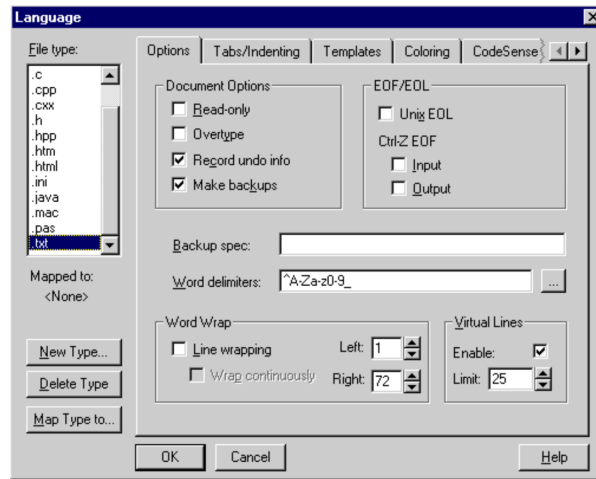 Language
File type:
.c
.cpp
.cxx
.h
.hpp
.htm
.html
.ini
.java
.mac
.pas
.txt
Mapped to:
<None>
New Type...
Delete Type
Map Type to...
Options
Tabs/Indenting
Templates
Coloring
CodeSense
Document Options
Read-only
Overtype
Record undo info
Make backups
EOF/EOL
Unix EOL
Ctrl-Z EOF
Input
Output
Backup spec:
Word delimiters: ^A-Za-z0-9_ ...
Word Wrap
Line wrapping
Wrap continuously
Left: 1
Right: 72
Virtual Lines
Enable:
Limit: 25
OK
Cancel
Help